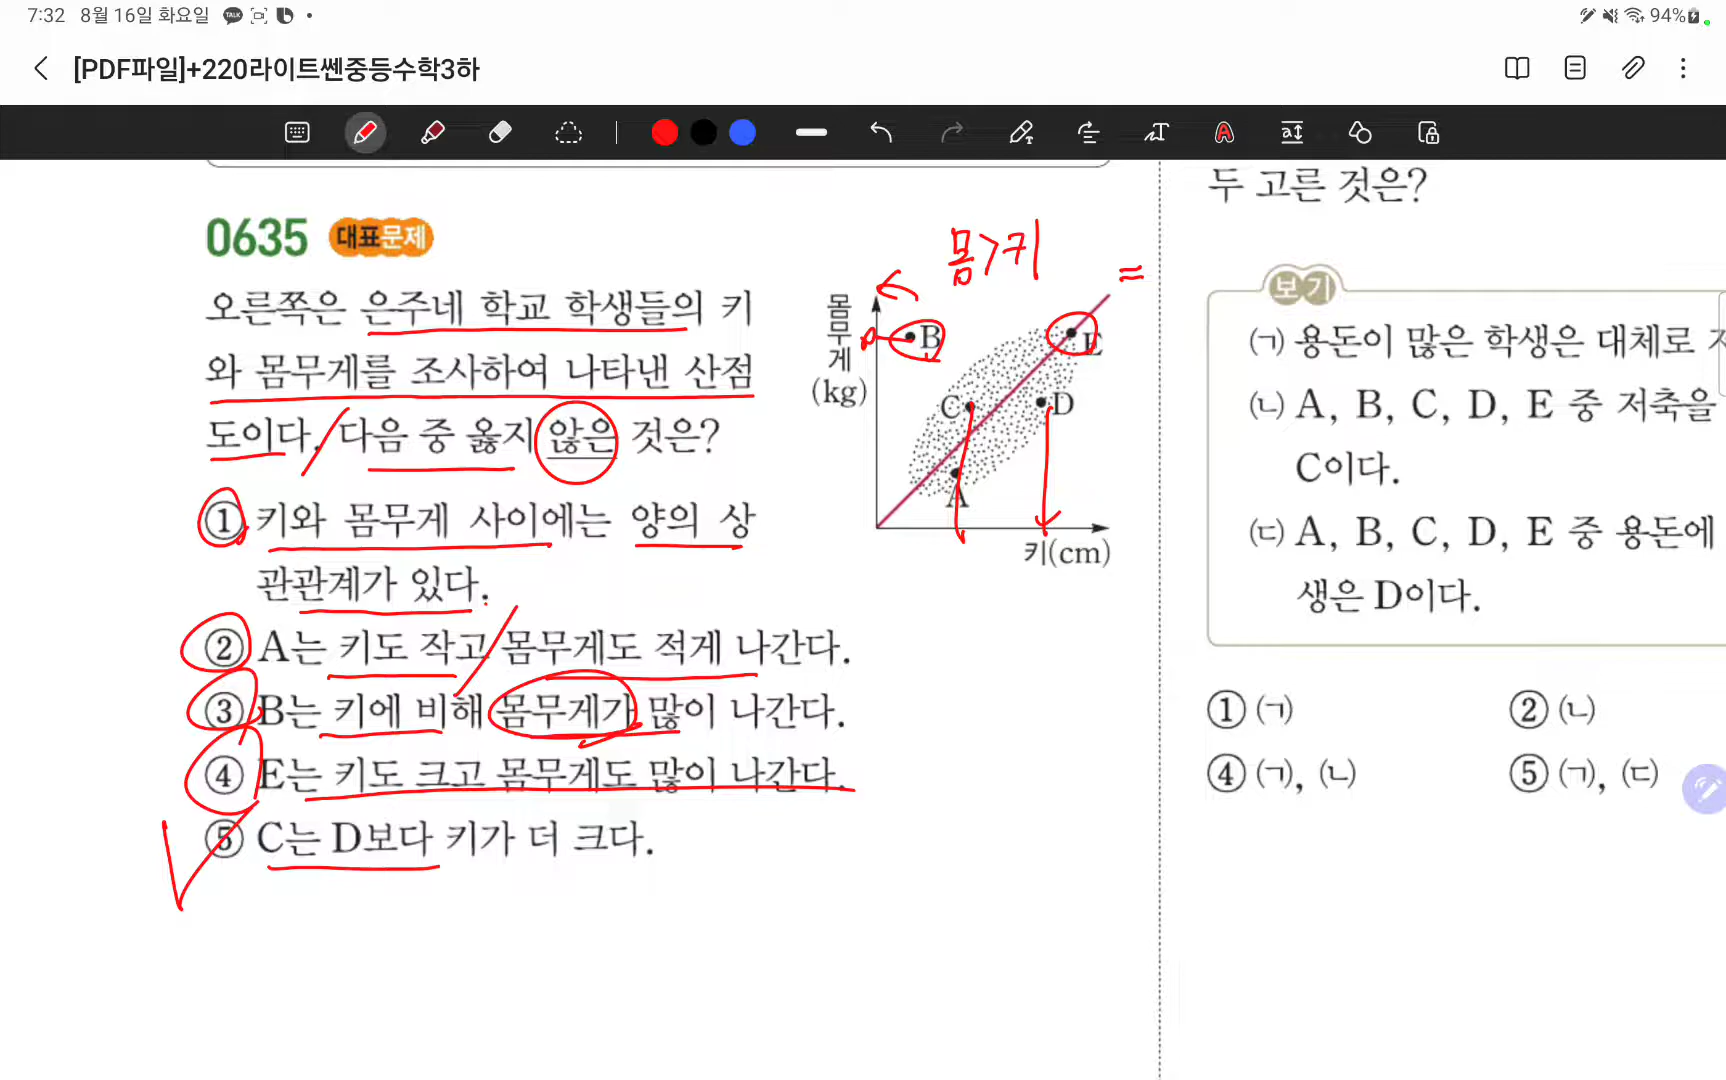 7:32 8월 16일 화요일 TALK
94%
[PDF파일]+220라이트쎈중등수학3하
0635 대표문제
오른쪽은 은주네 학교 학생들의 키
와 몸무게를 조사하여 나타낸 산점
도이다. 다음 중 옳지 않은 것은?
① 키와 몸무게 사이에는 양의 상
관관계가 있다.
② A는 키도 작고 몸무게도 적게 나간다.
③ B는 키에 비해 몸무게가 많이 나간다.
④ E는 키도 크고 몸무게도 많이 나간다.
⑤ C는 D보다 키가 더 크다.
몸>키
=
몸무게
(kg)
B
E
C
D
A
키(cm)
두 고른 것은?
보기
(ㄱ) 용돈이 많은 학생은 대체로
(ㄴ) A, B, C, D, E 중 저축을
C이다.
(ㄷ) A, B, C, D, E 중 용돈에
생은 D이다.
① (ㄱ) ② (ㄴ)
④ (ㄱ), (ㄴ) ⑤ (ㄱ), (ㄷ)